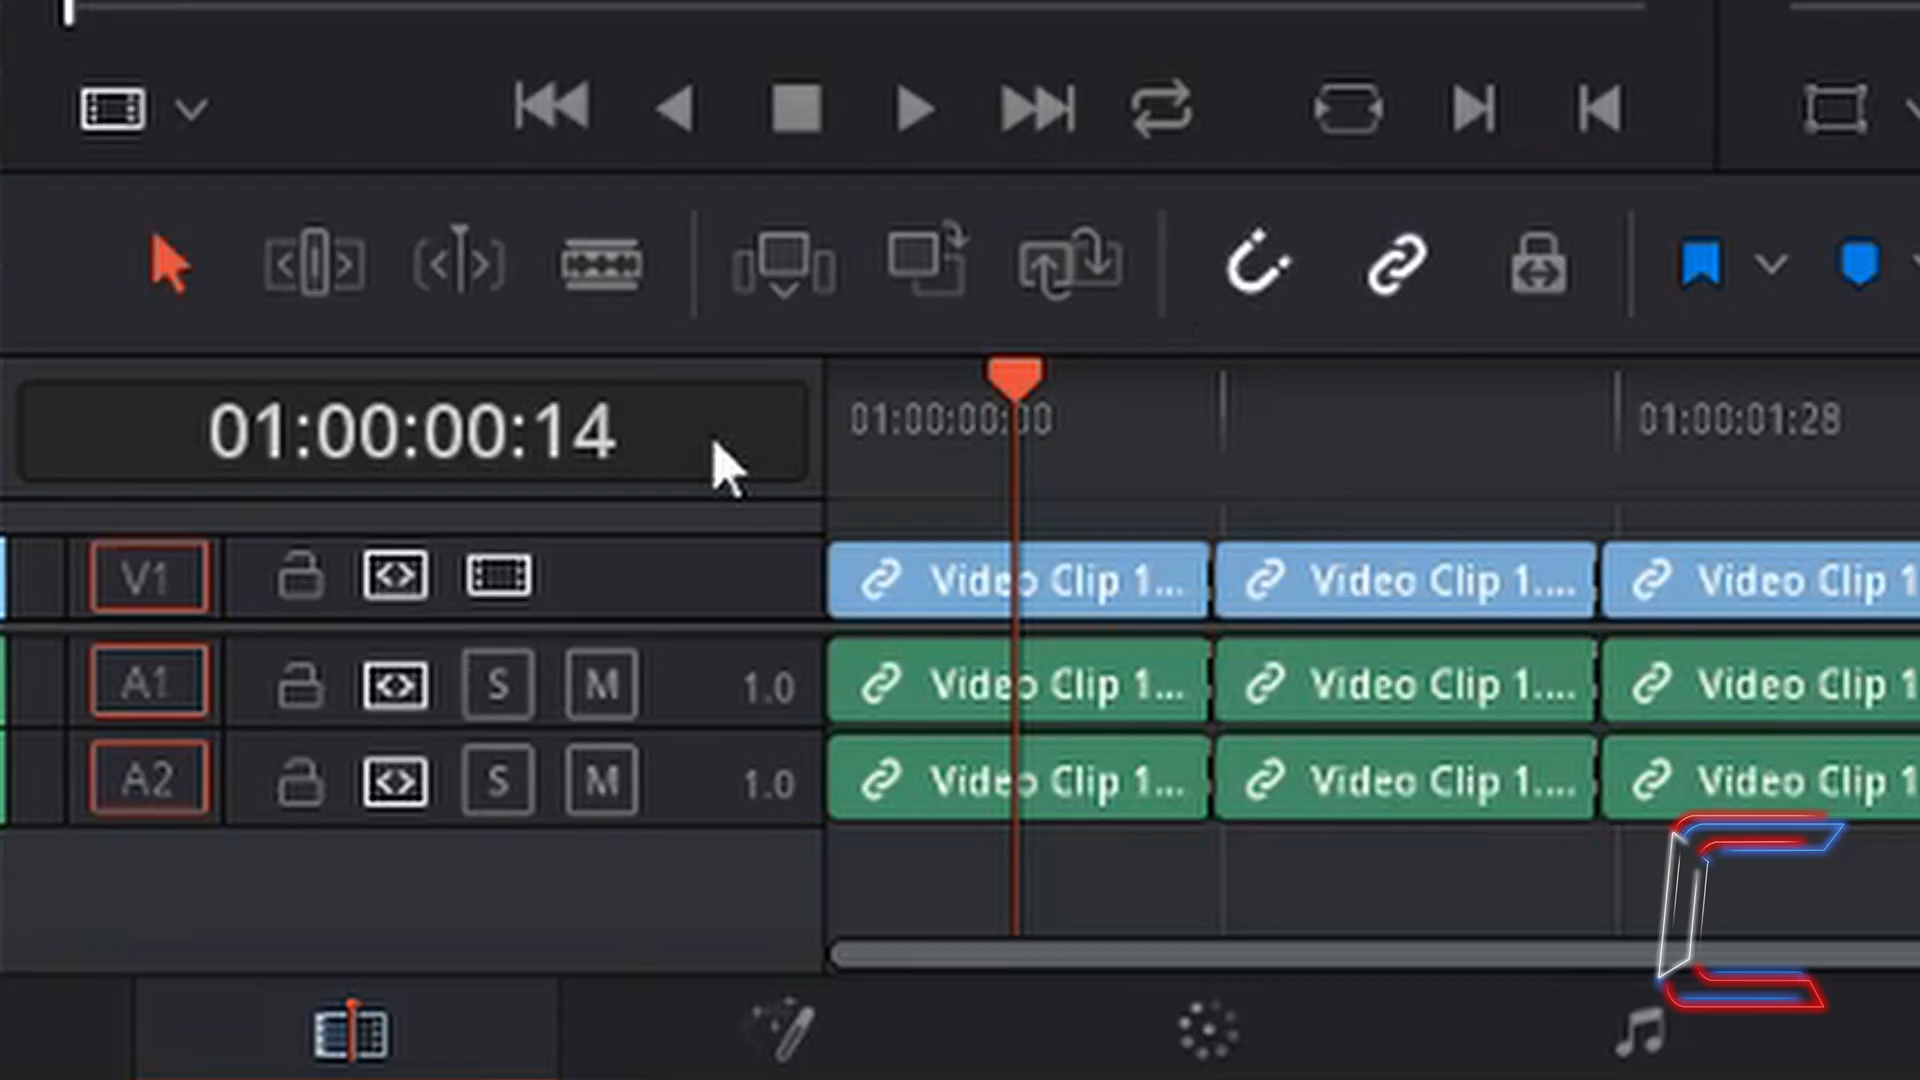 01:00:00:14
01:00:00:00
01:00:01:28
V1
Video Clip 1...
Video Clip 1....
Video Clip 1
A1
S
M
1.0
Video Clip 1...
Video Clip 1....
Video Clip 1
A2
S
M
1.0
Video Clip 1...
Video Clip 1....
Video Clip 1